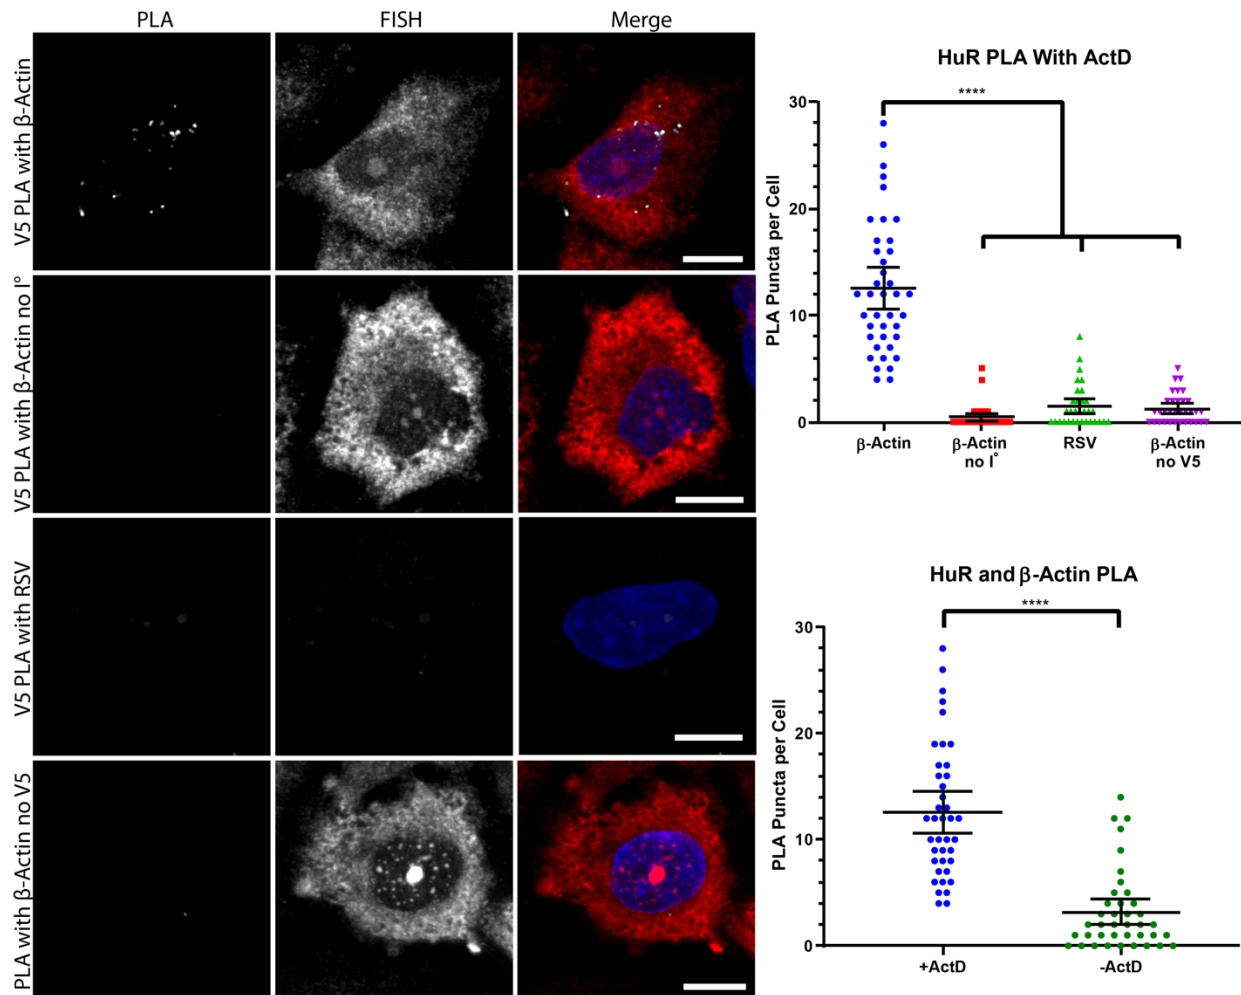 PLA FISH Merge
V5 PLA with β-Actin
V5 PLA with β-Actin no I°
V5 PLA with RSV
PLA with β-Actin no V5
HuR PLA With ActD
****
PLA Puncta per Cell
30
20
10
0
β-Actin β-Actin RSV β-Actin
no I° no V5
HuR and β-Actin PLA
****
PLA Puncta per Cell
30
20
10
0
+ActD -ActD